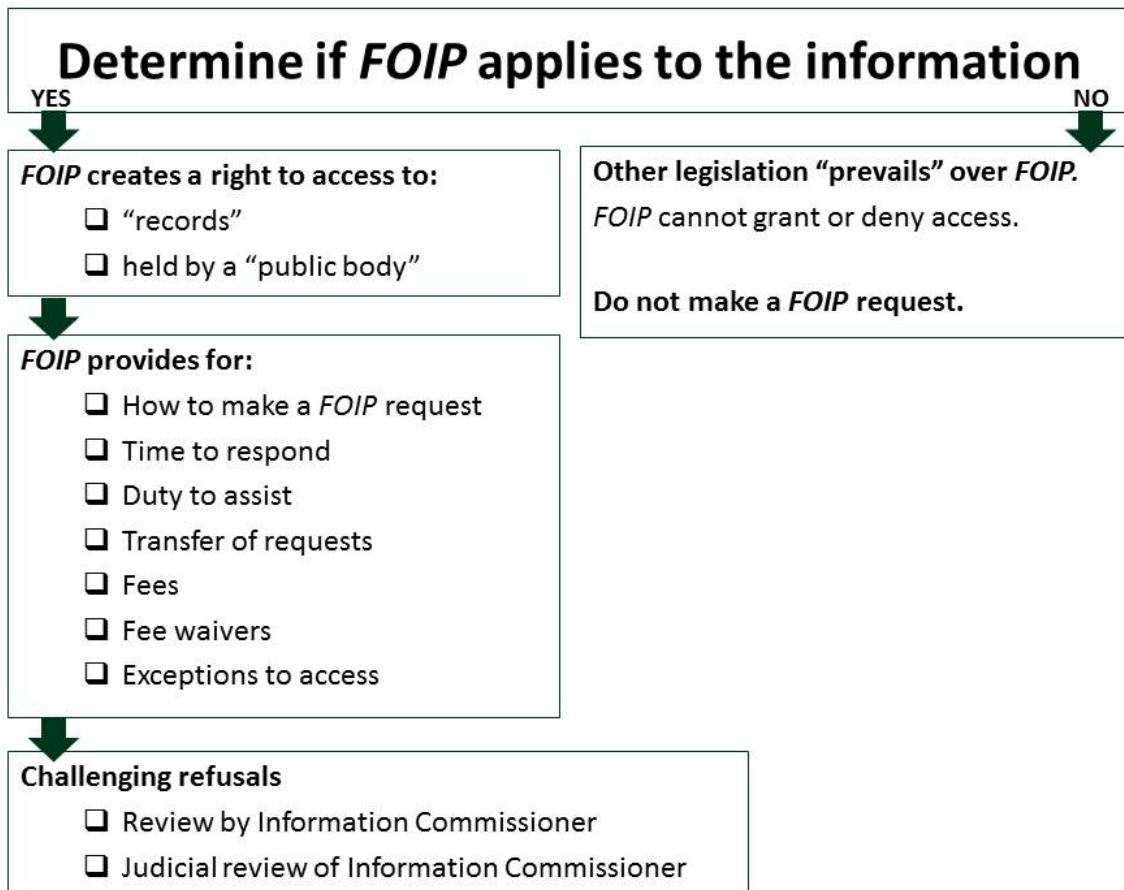 Determine if FOIP applies to the information
YES
NO
FOIP creates a right to access to:
“records”
held by a “public body”
Other legislation “prevails” over FOIP.
FOIP cannot grant or deny access.
Do not make a FOIP request.
FOIP provides for:
How to make a FOIP request
Time to respond
Duty to assist
Transfer of requests
Fees
Fee waivers
Exceptions to access
Challenging refusals
Review by Information Commissioner
Judicial review of Information Commissioner